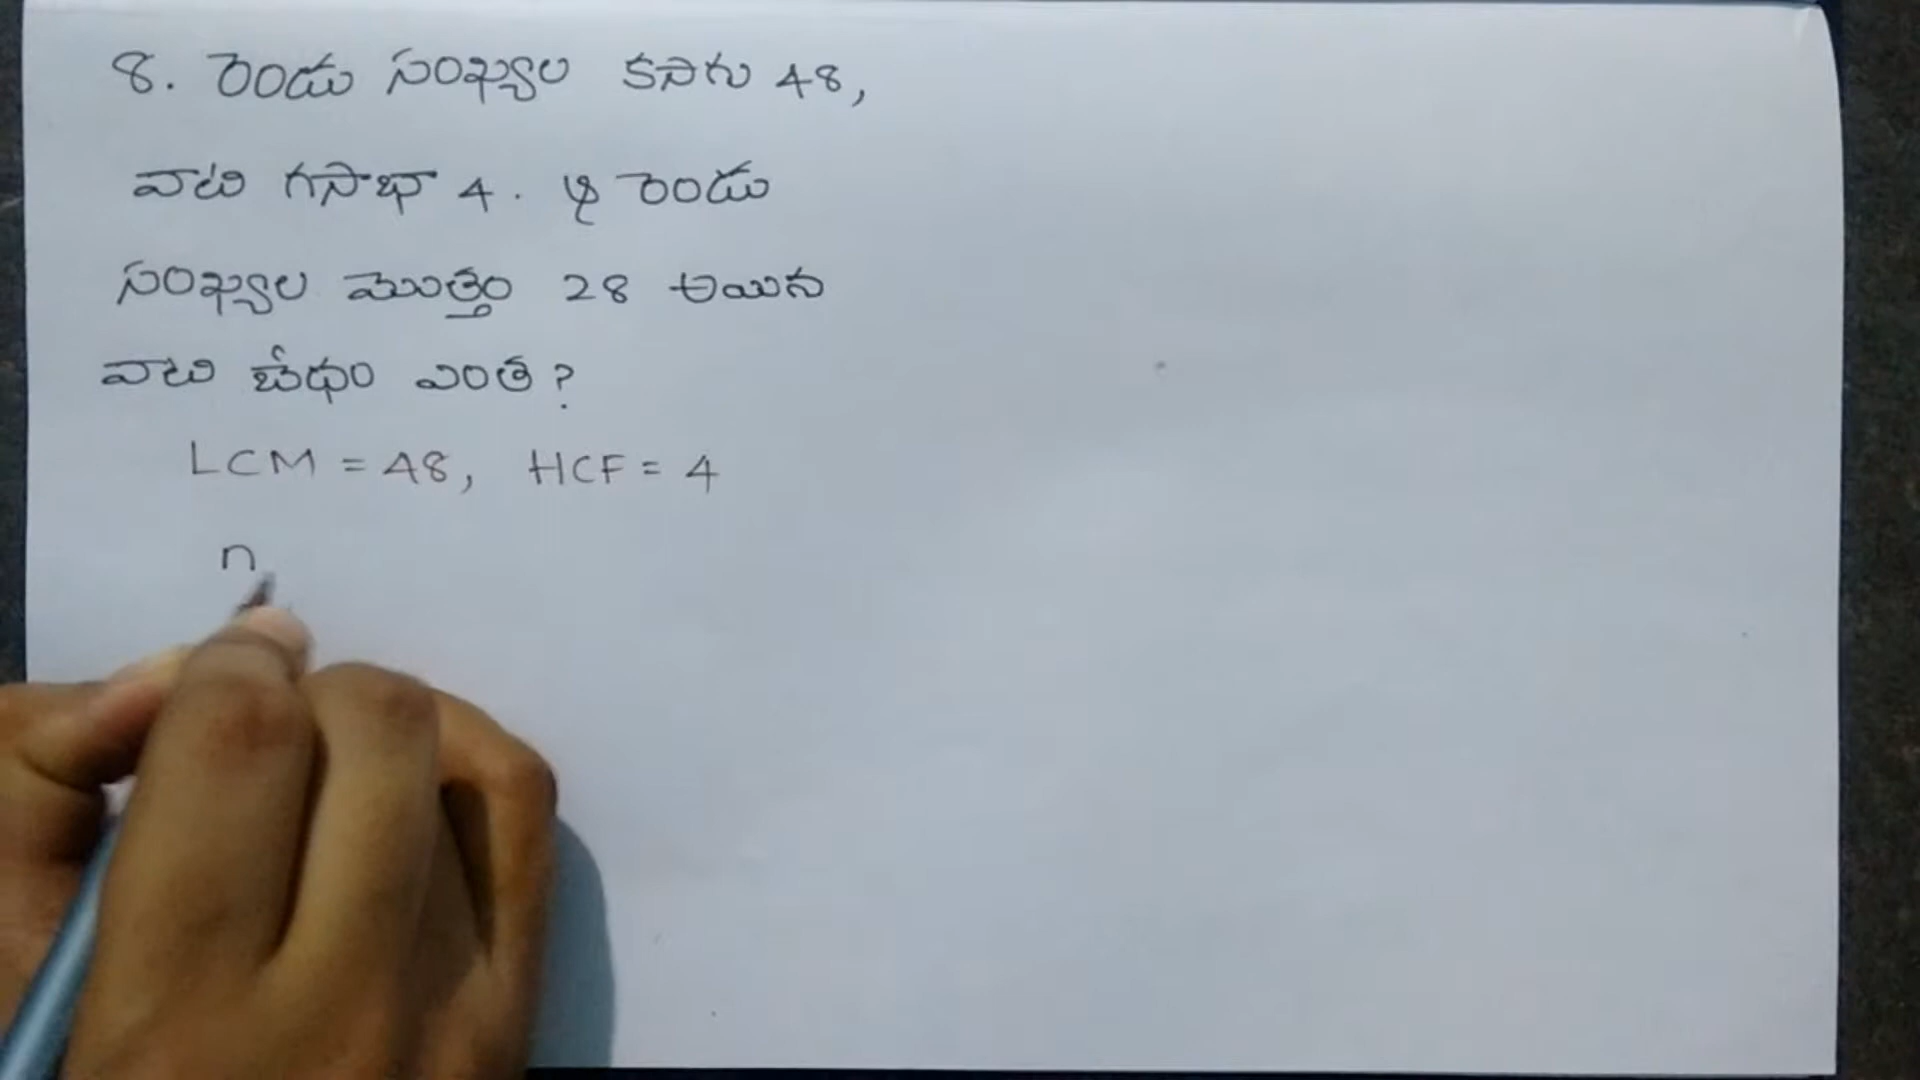 8. రెండు సంఖ్యల కసాగు 48,
వాటి గసాభా 4. ఆ రెండు
సంఖ్యల మొత్తం 28 అయిన
వాటి బేధం ఎంత?
LCM = 48, HCF = 4
n